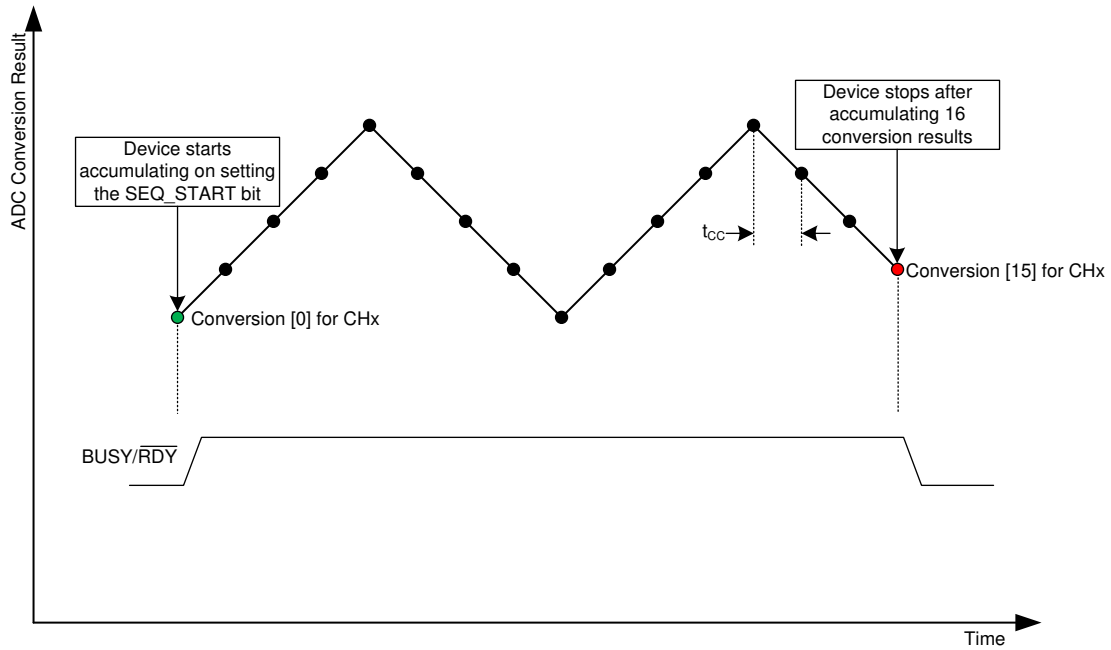 ADC Conversion Result
Device starts
accumulating on setting
the SEQ_START bit
Device stops after
accumulating 16
conversion results
tCC
Conversion [15] for CHx
Conversion [0] for CHx
BUSY/RDY
Time